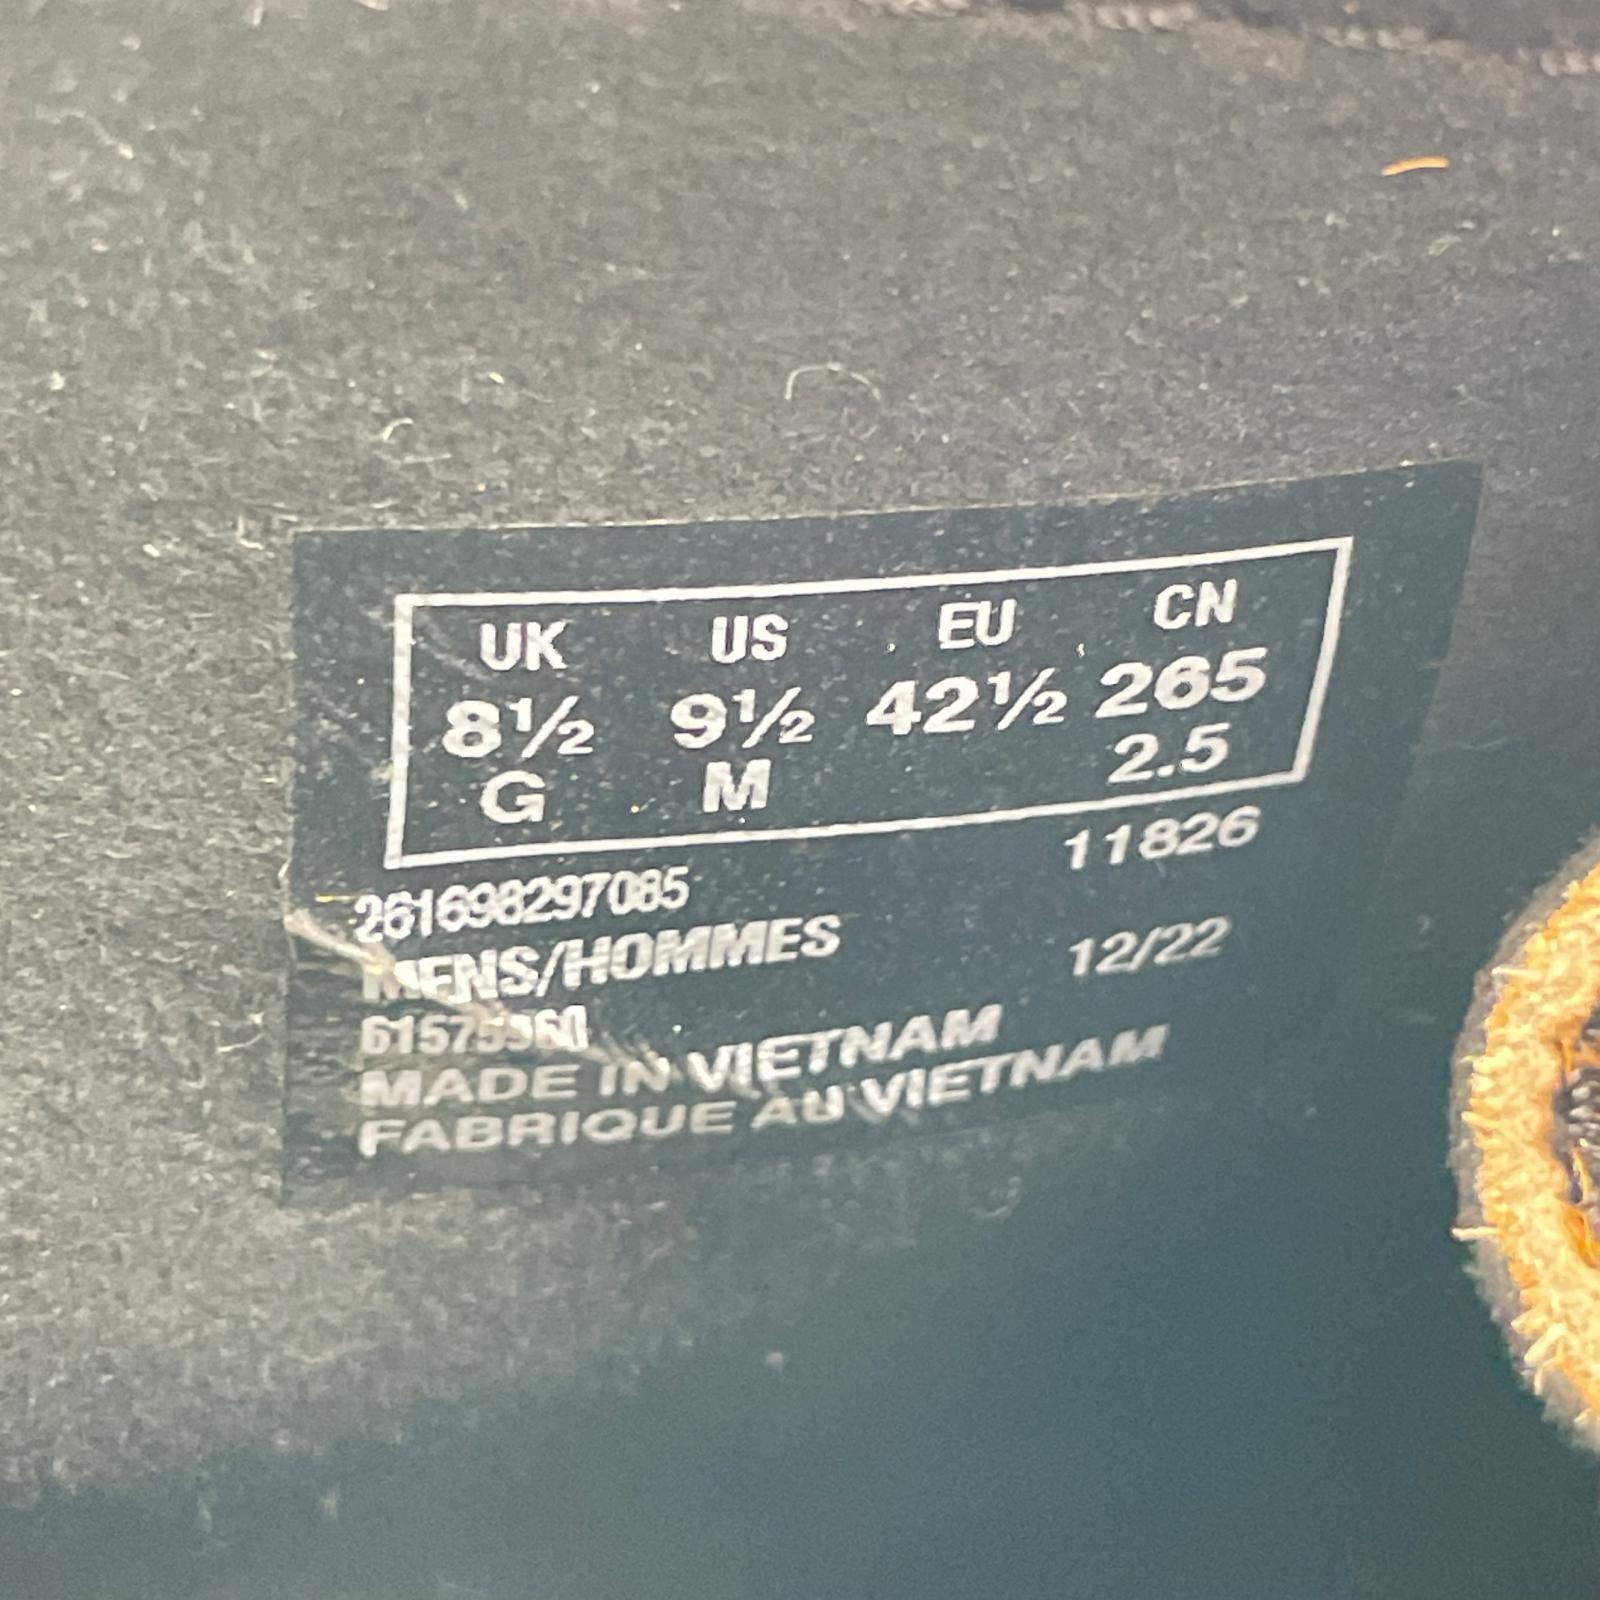 UK US EU CN
8½ 9½ 42½ 265
G M 2.5
11826
261698297085
MENS/HOMMES
12/22
MADE IN VIETNAM
FABRIQUE AU VIETNAM